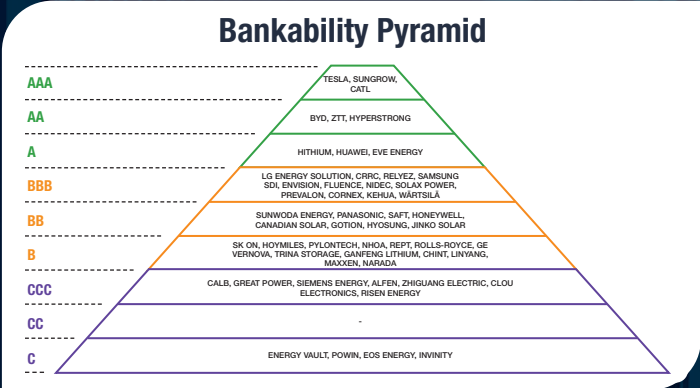 Bankability Pyramid
AAA
TESLA, SUNGROW,
CATL
AA
BYD, ZTT, HYPERSTRONG
A
HITHIUM, HUAWEI, EVE ENERGY
BBB
LG ENERGY SOLUTION, CRRC, RELYEZ, SAMSUNG
SDI, ENVISION, FLUENCE, NIDEC, SOLAX POWER,
PREVALON, CORNEX, KEHUA, WÄRTSILÄ
BB
SUNWODA ENERGY, PANASONIC, SAFT, HONEYWELL,
CANADIAN SOLAR, GOTION, HYOSUNG, JINKO SOLAR
B
SK ON, HOYMILES, PYLONTECH, NHOA, REPT, ROLLS-ROYCE, GE
VERNOVA, TRINA STORAGE, GANFENG LITHIUM, CHINT, LINYANG,
MAXXEN, NARADA
CCC
CALB, GREAT POWER, SIEMENS ENERGY, ALFEN, ZHIGUANG ELECTRIC, CLOU
ELECTRONICS, RISEN ENERGY
CC
-
C
ENERGY VAULT, POWIN, EOS ENERGY, INVINITY